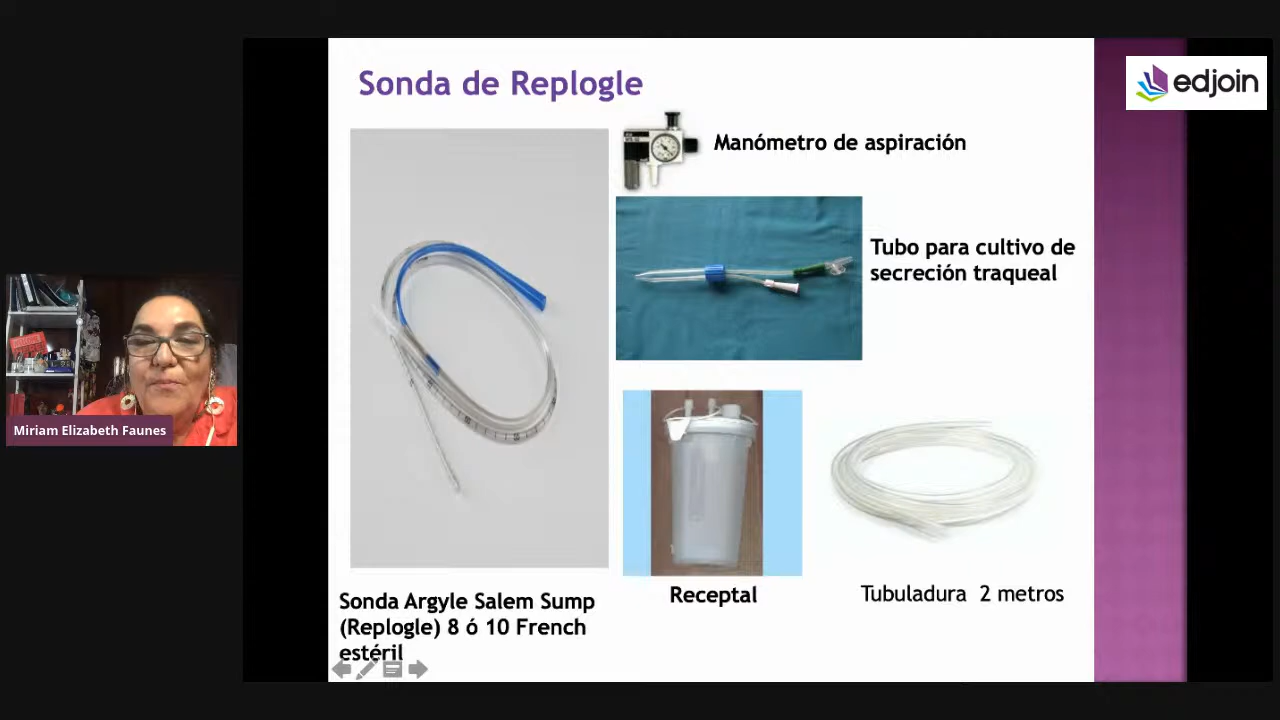 Sonda de Replogle
edjoin
Manómetro de aspiración
Tubo para cultivo de
secreción traqueal
Miriam Elizabeth Faunes
Receptal
Tubuladura 2 metros
Sonda Argyle Salem Sump
(Replogle) 8 ó 10 French
estéril